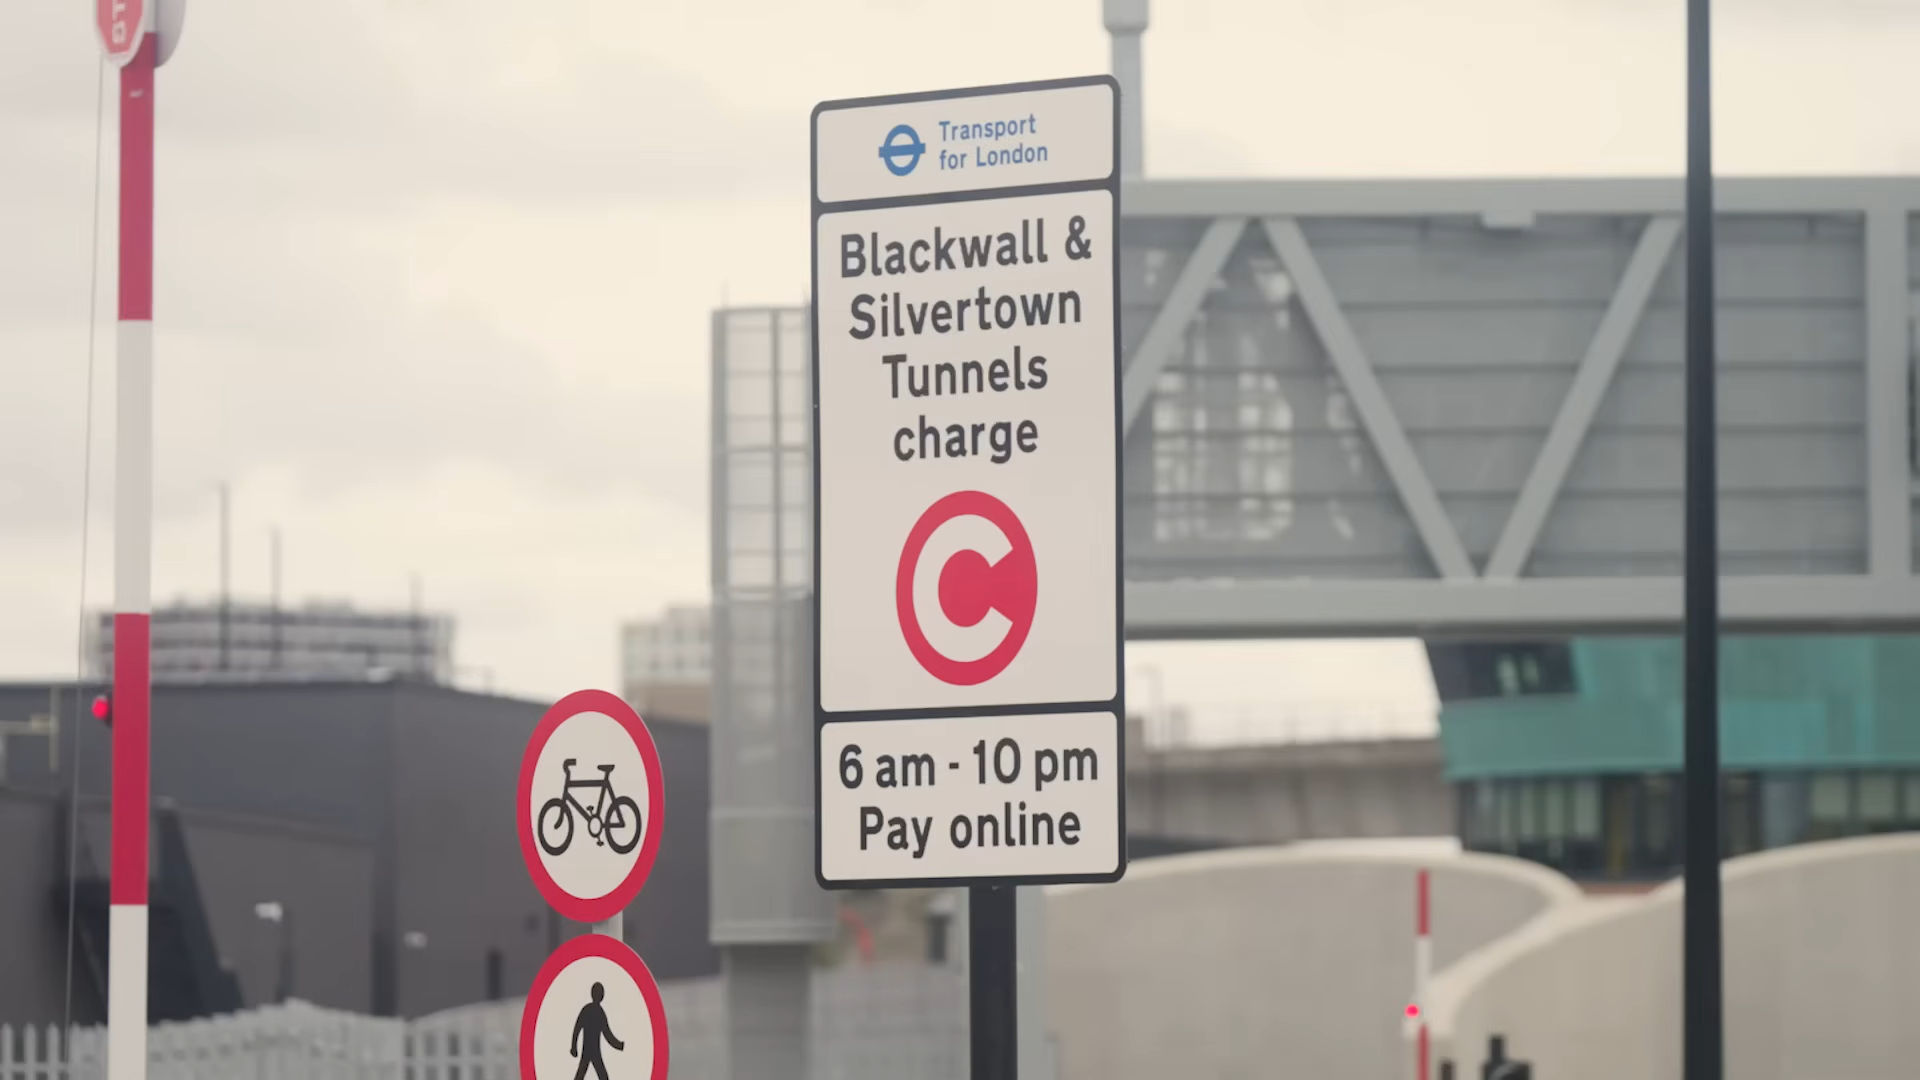 Transport
for London
Blackwall &
Silvertown
Tunnels
charge
C
6 am - 10 pm
Pay online